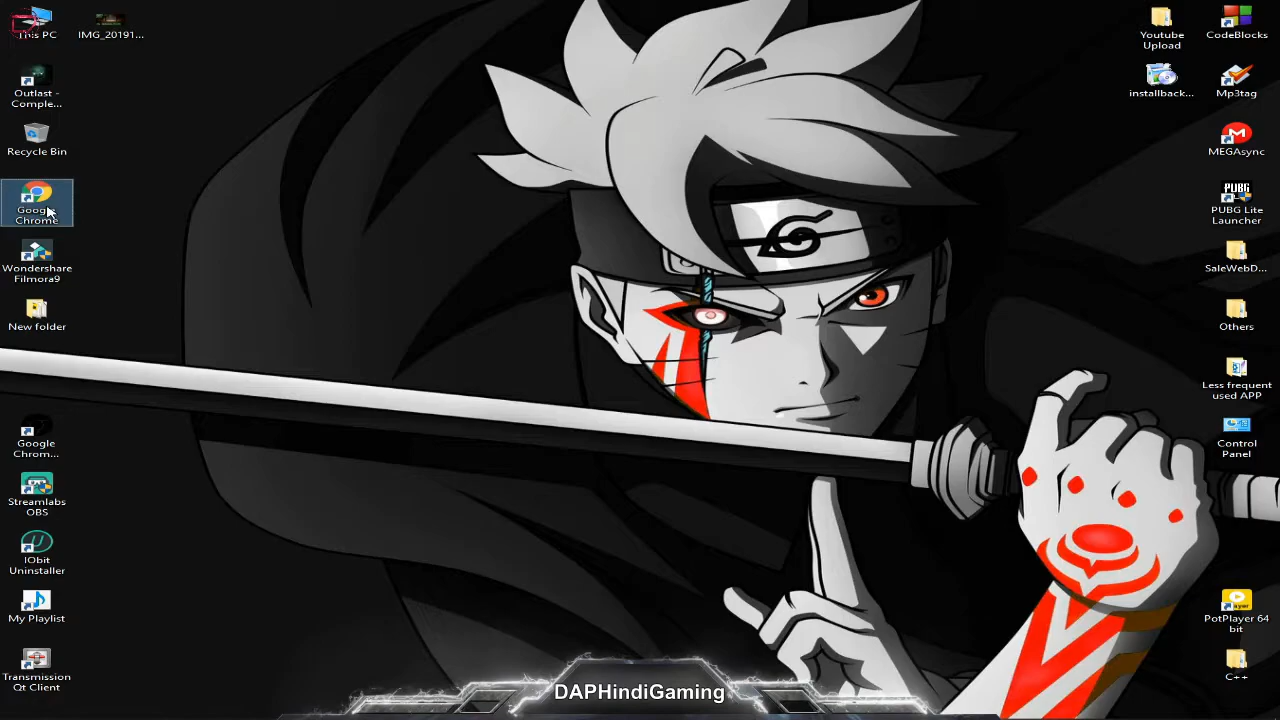 This PC
IMG_20191...
Outlast -
Comple...
Recycle Bin
Google
Chrome
Wondershare
Filmora9
New folder
Google
Chrom...
Streamlabs
OBS
IObit
Uninstaller
My Playlist
Transmission
Qt Client
Youtube
Upload
CodeBlocks
installback...
Mp3tag
MEGAsync
PUBG
PUBG Lite
Launcher
SaleWebD...
Others
Less frequent
used APP
Control
Panel
PotPlayer 64
bit
C++
DAPHindiGaming